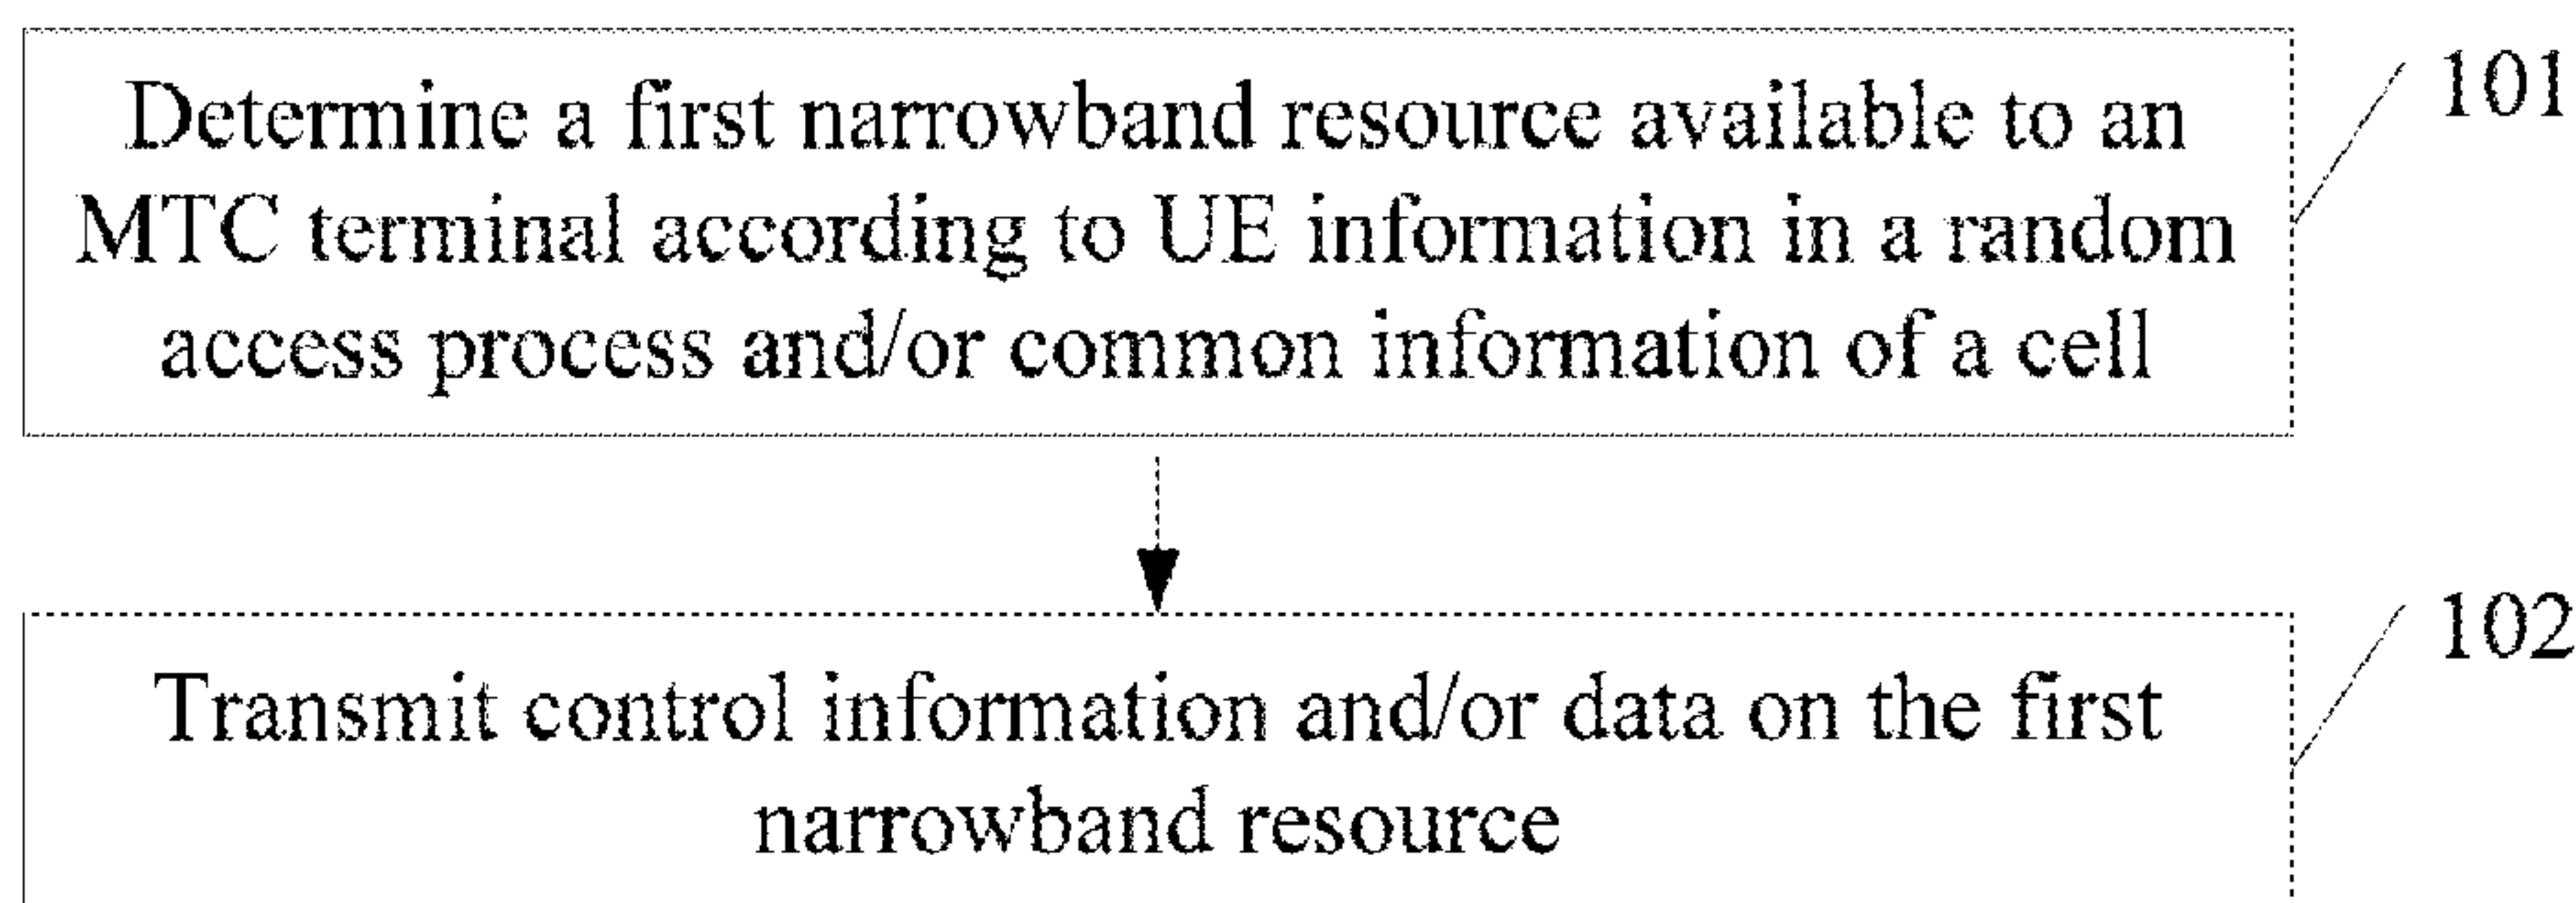 Determine a first narrowband resource available to an
MTC terminal according to UE information in a random
access process and/or common information of a cell
101
Transmit control information and/or data on the first
narrowband resource
102